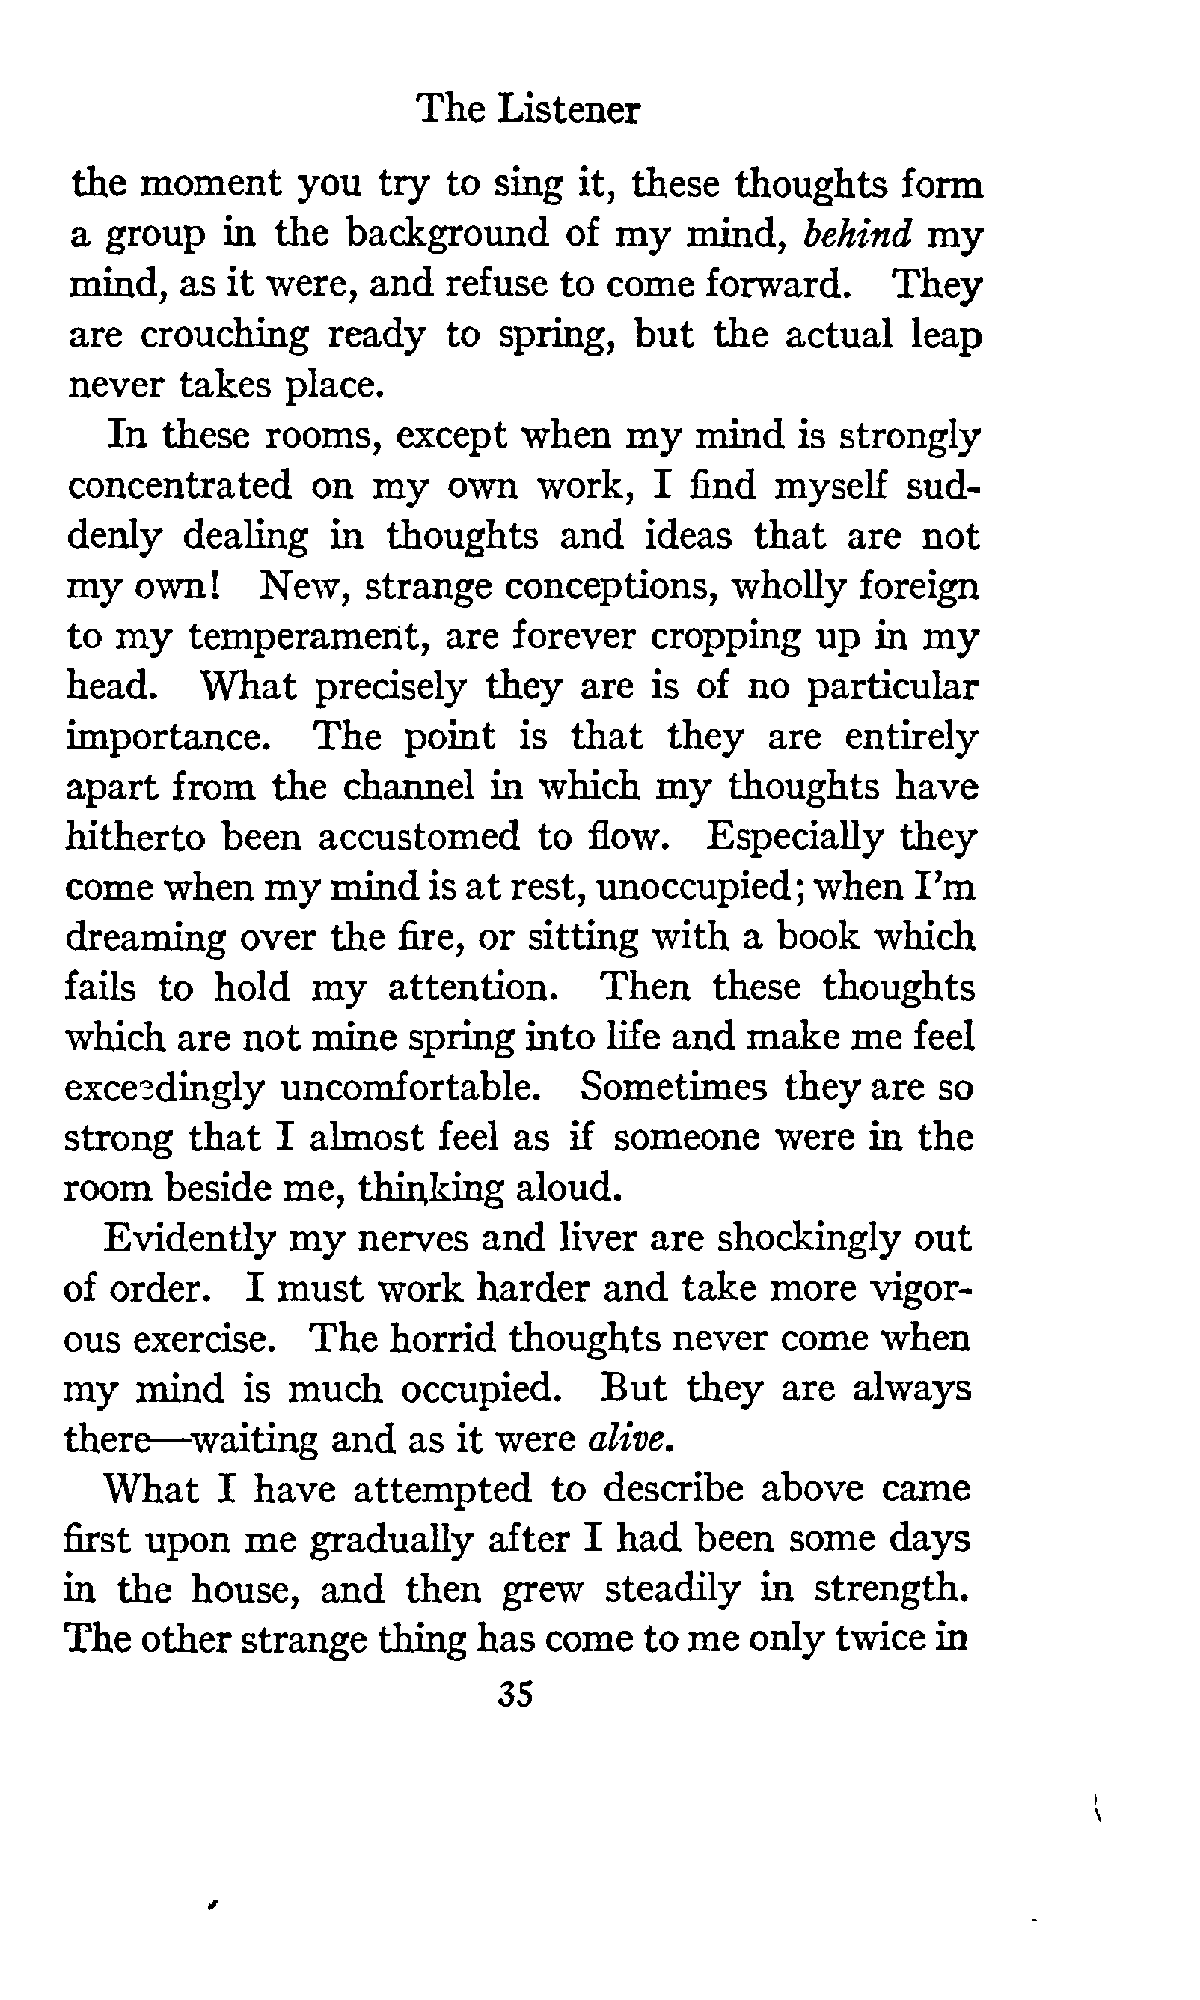 The Listener
the moment you try to sing it, these thoughts form
a group in the background of my mind, behind my
mind, as it were, and refuse to come forward. They
are crouching ready to spring, but the actual leap
never takes place.
In these rooms, except when my mind is strongly
concentrated on my own work, I find myself sud-
denly dealing in thoughts and ideas that are not
my own! New, strange conceptions, wholly foreign
to my temperament, are forever cropping up in my
head. What precisely they are is of no particular
importance. The point is that they are entirely
apart from the channel in which my thoughts have
hitherto been accustomed to flow. Especially they
come when my mind is at rest, unoccupied; when I'm
dreaming over the fire, or sitting with a book which
fails to hold my attention. Then these thoughts
which are not mine spring into life and make me feel
exceedingly uncomfortable. Sometimes they are so
strong that I almost feel as if someone were in the
room beside me, thinking aloud.
Evidently my nerves and liver are shockingly out
of order. I must work harder and take more vigor-
ous exercise. The horrid thoughts never come when
my mind is much occupied. But they are always
there—waiting and as it were alive.
What I have attempted to describe above came
first upon me gradually after I had been some days
in the house, and then grew steadily in strength.
The other strange thing has come to me only twice in
35